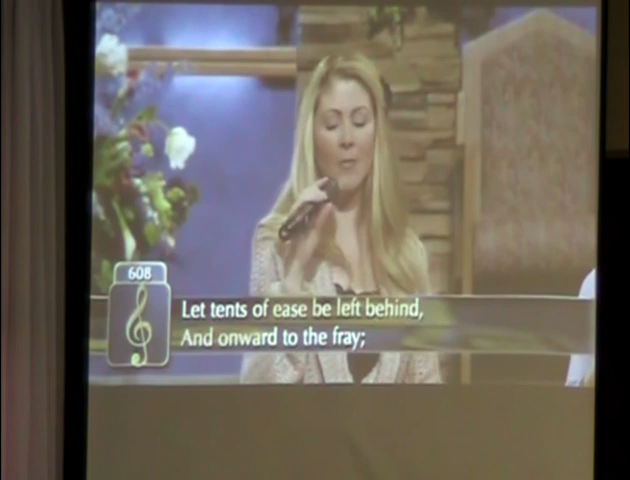 608
Let tents of ease be left behind,
And onward to the fray;